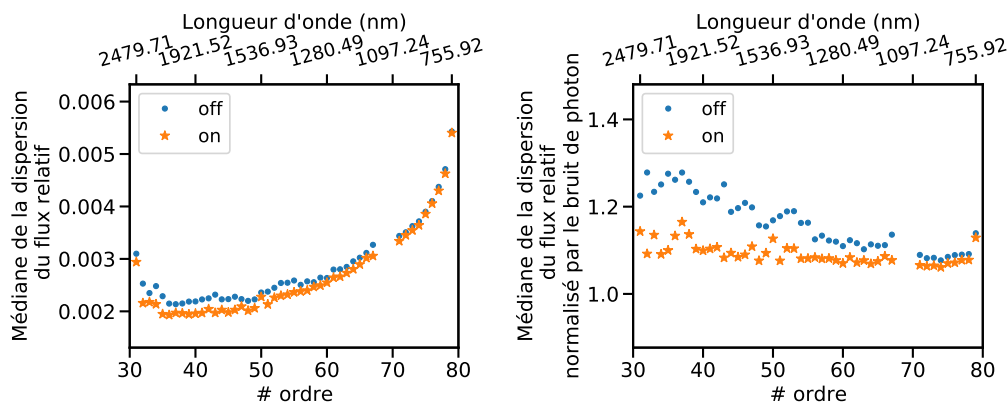 Longueur d'onde (nm)
2479.71 1921.52 1536.93 1280.49 1097.24 755.92
Médiane de la dispersion
du flux relatif
0.006
0.005
0.004
0.003
0.002
off
on
30 40 50 60 70 80
# ordre
Longueur d'onde (nm)
2479.71 1921.52 1536.93 1280.49 1097.24 755.92
Médiane de la dispersion
du flux relatif
normalisé par le bruit de photon
1.4
1.2
1.0
off
on
30 40 50 60 70 80
# ordre